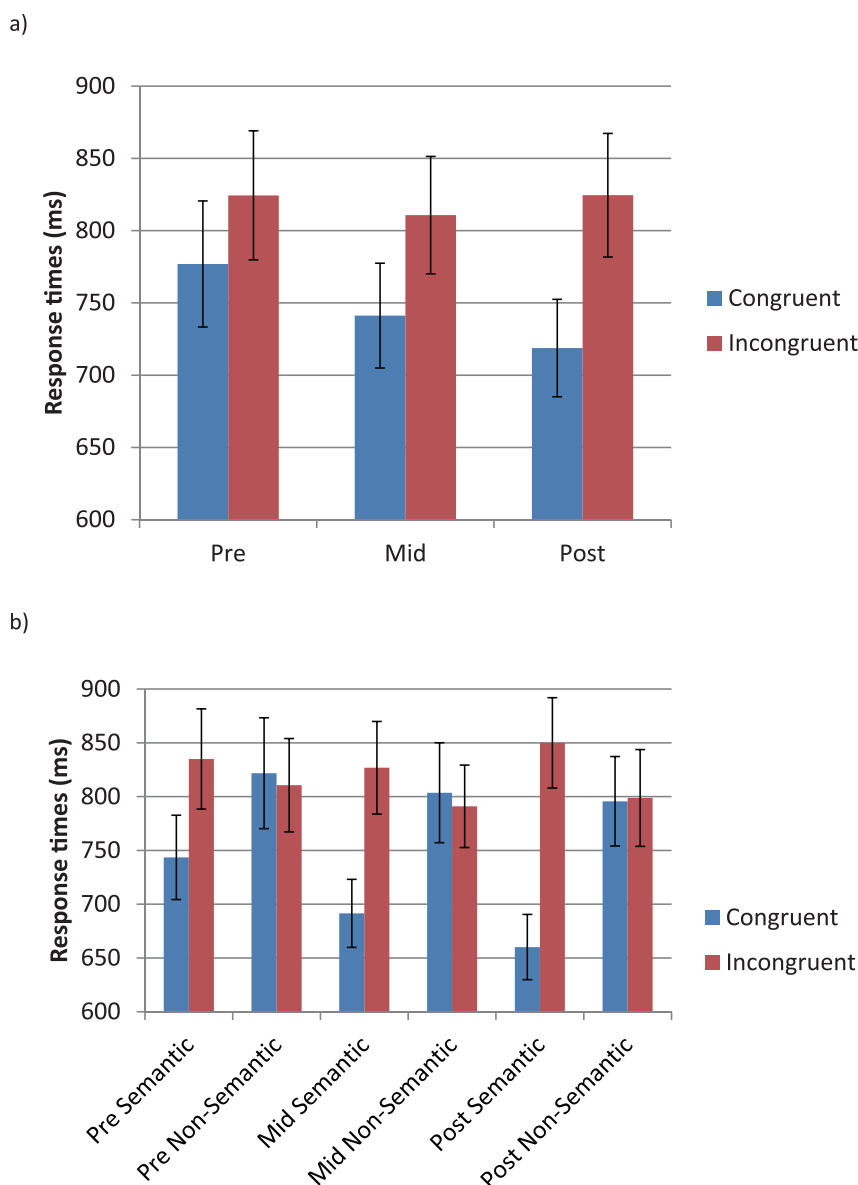 a)
900
850
800
750
700
650
600
Response times (ms)
Pre Mid Post
Congruent
Incongruent
b)
900
850
800
750
700
650
600
Response times (ms)
Pre Semantic
Pre Non-Semantic
Mid Semantic
Mid Non-Semantic
Post Semantic
Post Non-Semantic
Congruent
Incongruent